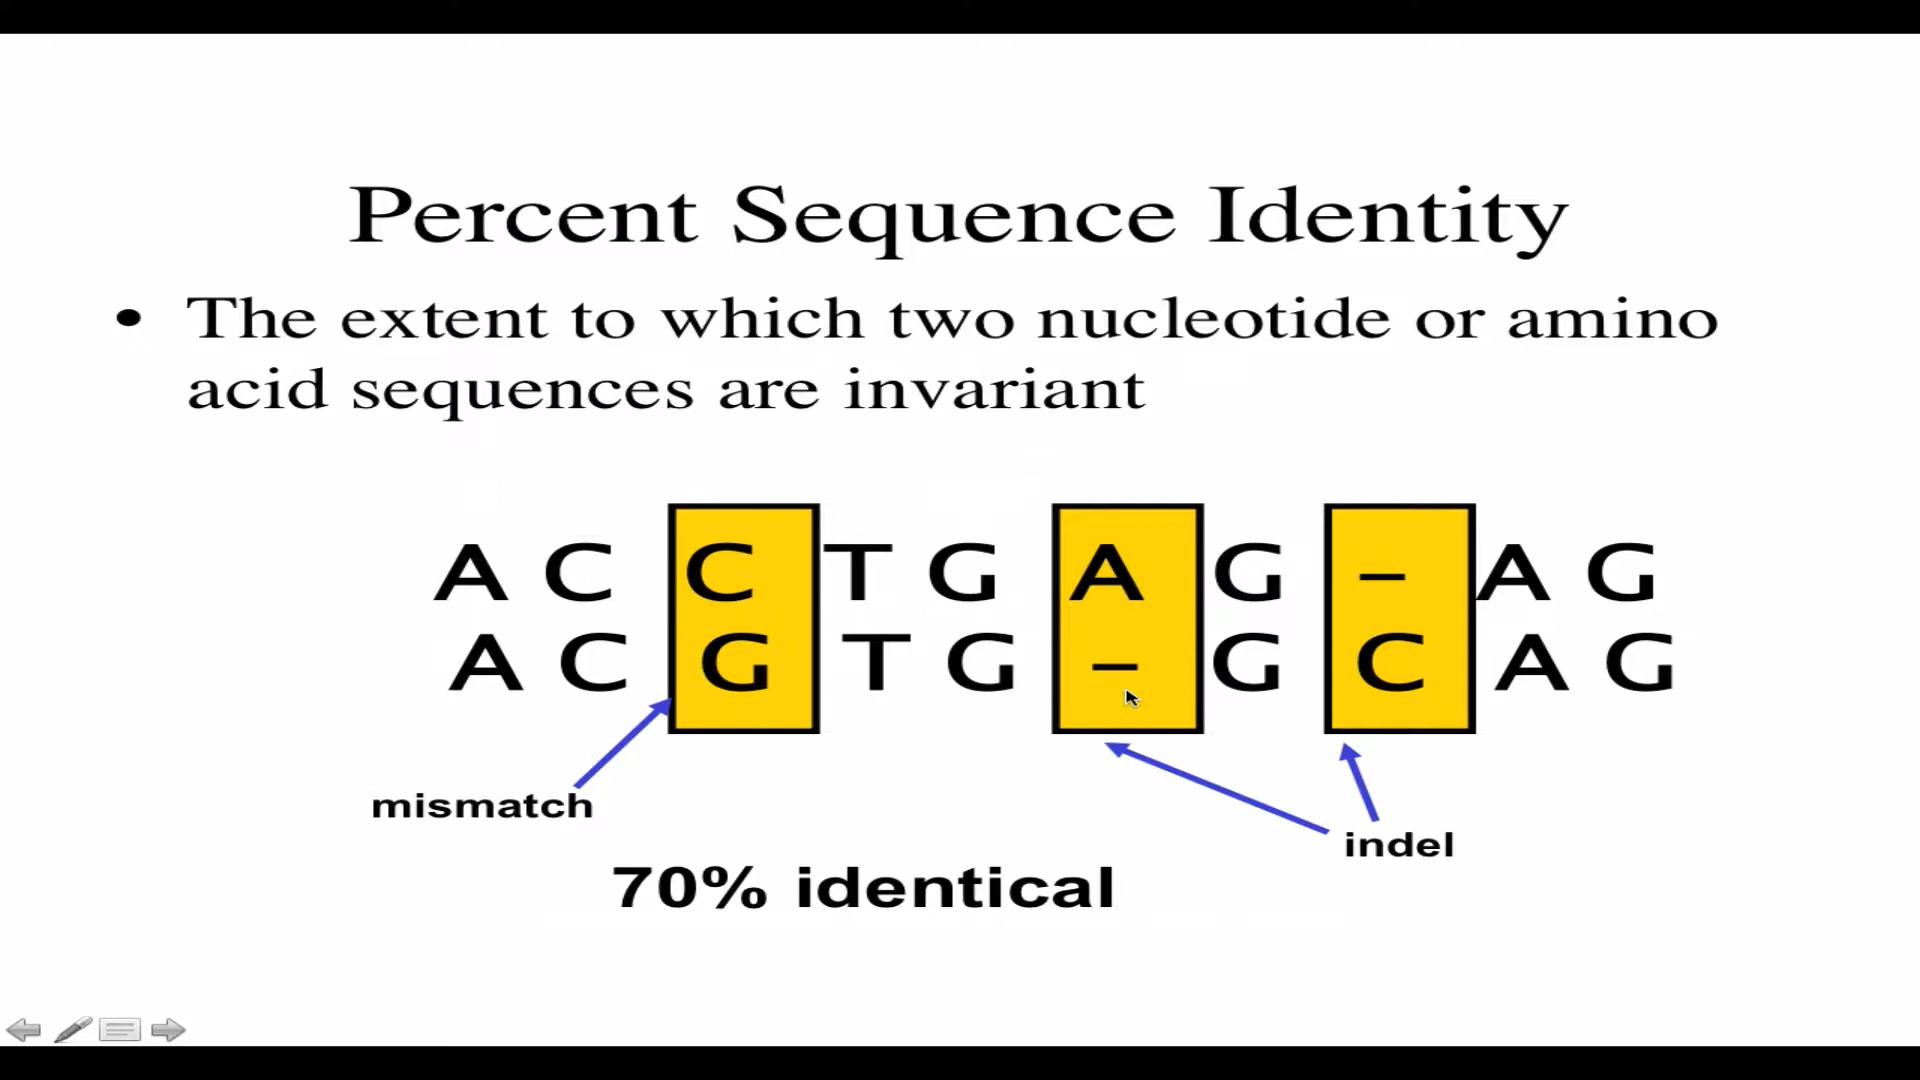 Percent Sequence Identity
• The extent to which two nucleotide or amino
acid sequences are invariant
A C C T G A G – A G
A C G T G – G C A G
mismatch
indel
70% identical